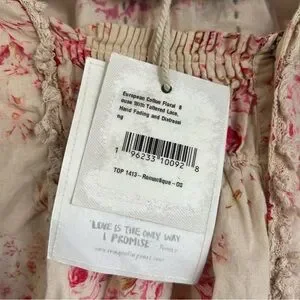 European Cotton Floral B
ouse With Tattered Lace,
Hand Fading and Distressi
ng
1 96233 10092 8
TOP 1413-Remantique-OS
"LOVE IS THE ONLY WAY
I PROMISE"